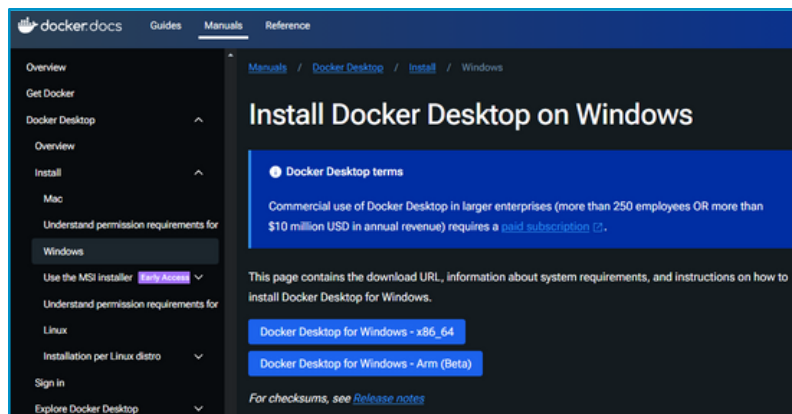 docker.docs Guides Manuals Reference
Overview
Get Docker
Docker Desktop
Overview
Install
Mac
Understand permission requirements for
Windows
Use the MSI installer Early Access
Understand permission requirements for
Linux
Installation per Linux distro
Sign in
Explore Docker Desktop
Manuals / Docker Desktop / Install / Windows
Install Docker Desktop on Windows
Docker Desktop terms
Commercial use of Docker Desktop in larger enterprises (more than 250 employees OR more than
$10 million USD in annual revenue) requires a paid subscription.
This page contains the download URL, information about system requirements, and instructions on how to
install Docker Desktop for Windows.
Docker Desktop for Windows - x86_64
Docker Desktop for Windows - Arm (Beta)
For checksums, see Release notes